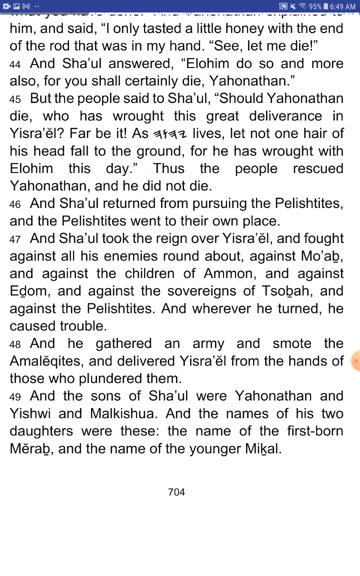 95% 6:49 AM
him, and said, “I only tasted a little honey with the end
of the rod that was in my hand. “See, let me die!”
44 And Sha’ul answered, “Elohim do so and more
also, for you shall certainly die, Yahonathan.”
45 But the people said to Sha’ul, “Should Yahonathan
die, who has wrought this great deliverance in
Yisra’ĕl? Far be it! As 𐤉𐤄𐤅𐤄 lives, let not one hair of
his head fall to the ground, for he has wrought with
Elohim this day.” Thus the people rescued
Yahonathan, and he did not die.
46 And Sha’ul returned from pursuing the Pelishtites,
and the Pelishtites went to their own place.
47 And Sha’ul took the reign over Yisra’ĕl, and fought
against all his enemies round about, against Mo’aḇ,
and against the children of Ammon, and against
Eḏom, and against the sovereigns of Tsoḇah, and
against the Pelishtites. And wherever he turned, he
caused trouble.
48 And he gathered an army and smote the
Amalĕqites, and delivered Yisra’ĕl from the hands of
those who plundered them.
49 And the sons of Sha’ul were Yahonathan and
Yishwi and Malkishua. And the names of his two
daughters were these: the name of the first-born
Mĕraḇ, and the name of the younger Miḵal.
704